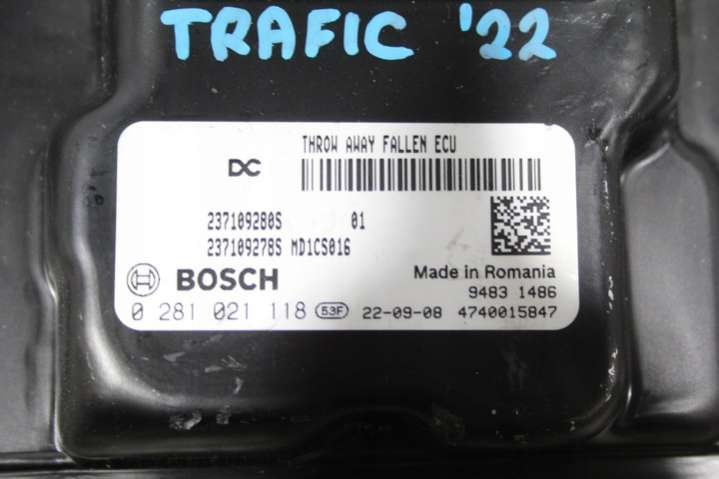 TRAFIC '22
THROW AWAY FALLEN ECU
DC
237109280S 01
237109278S MD1CS016
BOSCH Made in Romania
9483 1486
0 281 021 118 53F 22-09-08 4740015847